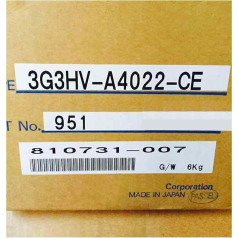 E 3G3HV-A4022-CE
T No. 951
810731-007
G/W 6Kg
Corporation
MADE IN JAPAN